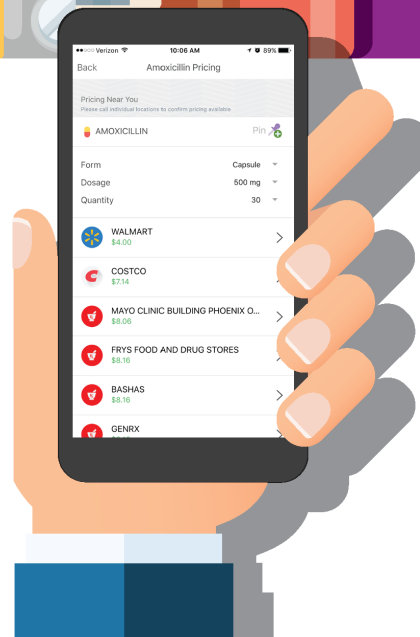 Verizon 10:06 AM 89%
Back Amoxicillin Pricing
Pricing Near You
Please call individual locations to confirm pricing available
AMOXICILLIN Pin
Form Capsule
Dosage 500 mg
Quantity 30
WALMART
$4.00
COSTCO
$7.14
MAYO CLINIC BUILDING PHOENIX O...
$8.06
FRYS FOOD AND DRUG STORES
$8.16
BASHAS
$8.16
GENRX